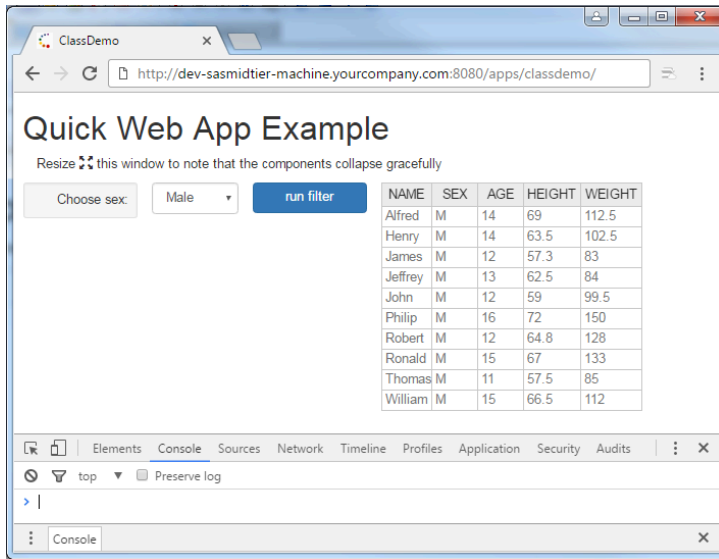 ClassDemo
http://dev-sasmidtier-machine.yourcompany.com:8080/apps/classdemo/
Quick Web App Example
Resize this window to note that the components collapse gracefully
Choose sex: Male run filter
NAME SEX AGE HEIGHT WEIGHT
Alfred M 14 69 112.5
Henry M 14 63.5 102.5
James M 12 57.3 83
Jeffrey M 13 62.5 84
John M 12 59 99.5
Philip M 16 72 150
Robert M 12 64.8 128
Ronald M 15 67 133
Thomas M 11 57.5 85
William M 15 66.5 112
Elements Console Sources Network Timeline Profiles Application Security Audits
top Preserve log
>
Console